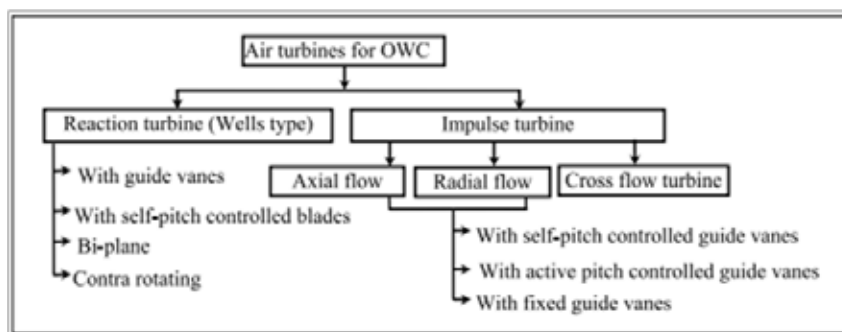 Air turbines for OWC
Reaction turbine (Wells type)
Impulse turbine
With guide vanes
With self-pitch controlled blades
Bi-plane
Contra rotating
Axial flow
Radial flow
Cross flow turbine
With self-pitch controlled guide vanes
With active pitch controlled guide vanes
With fixed guide vanes